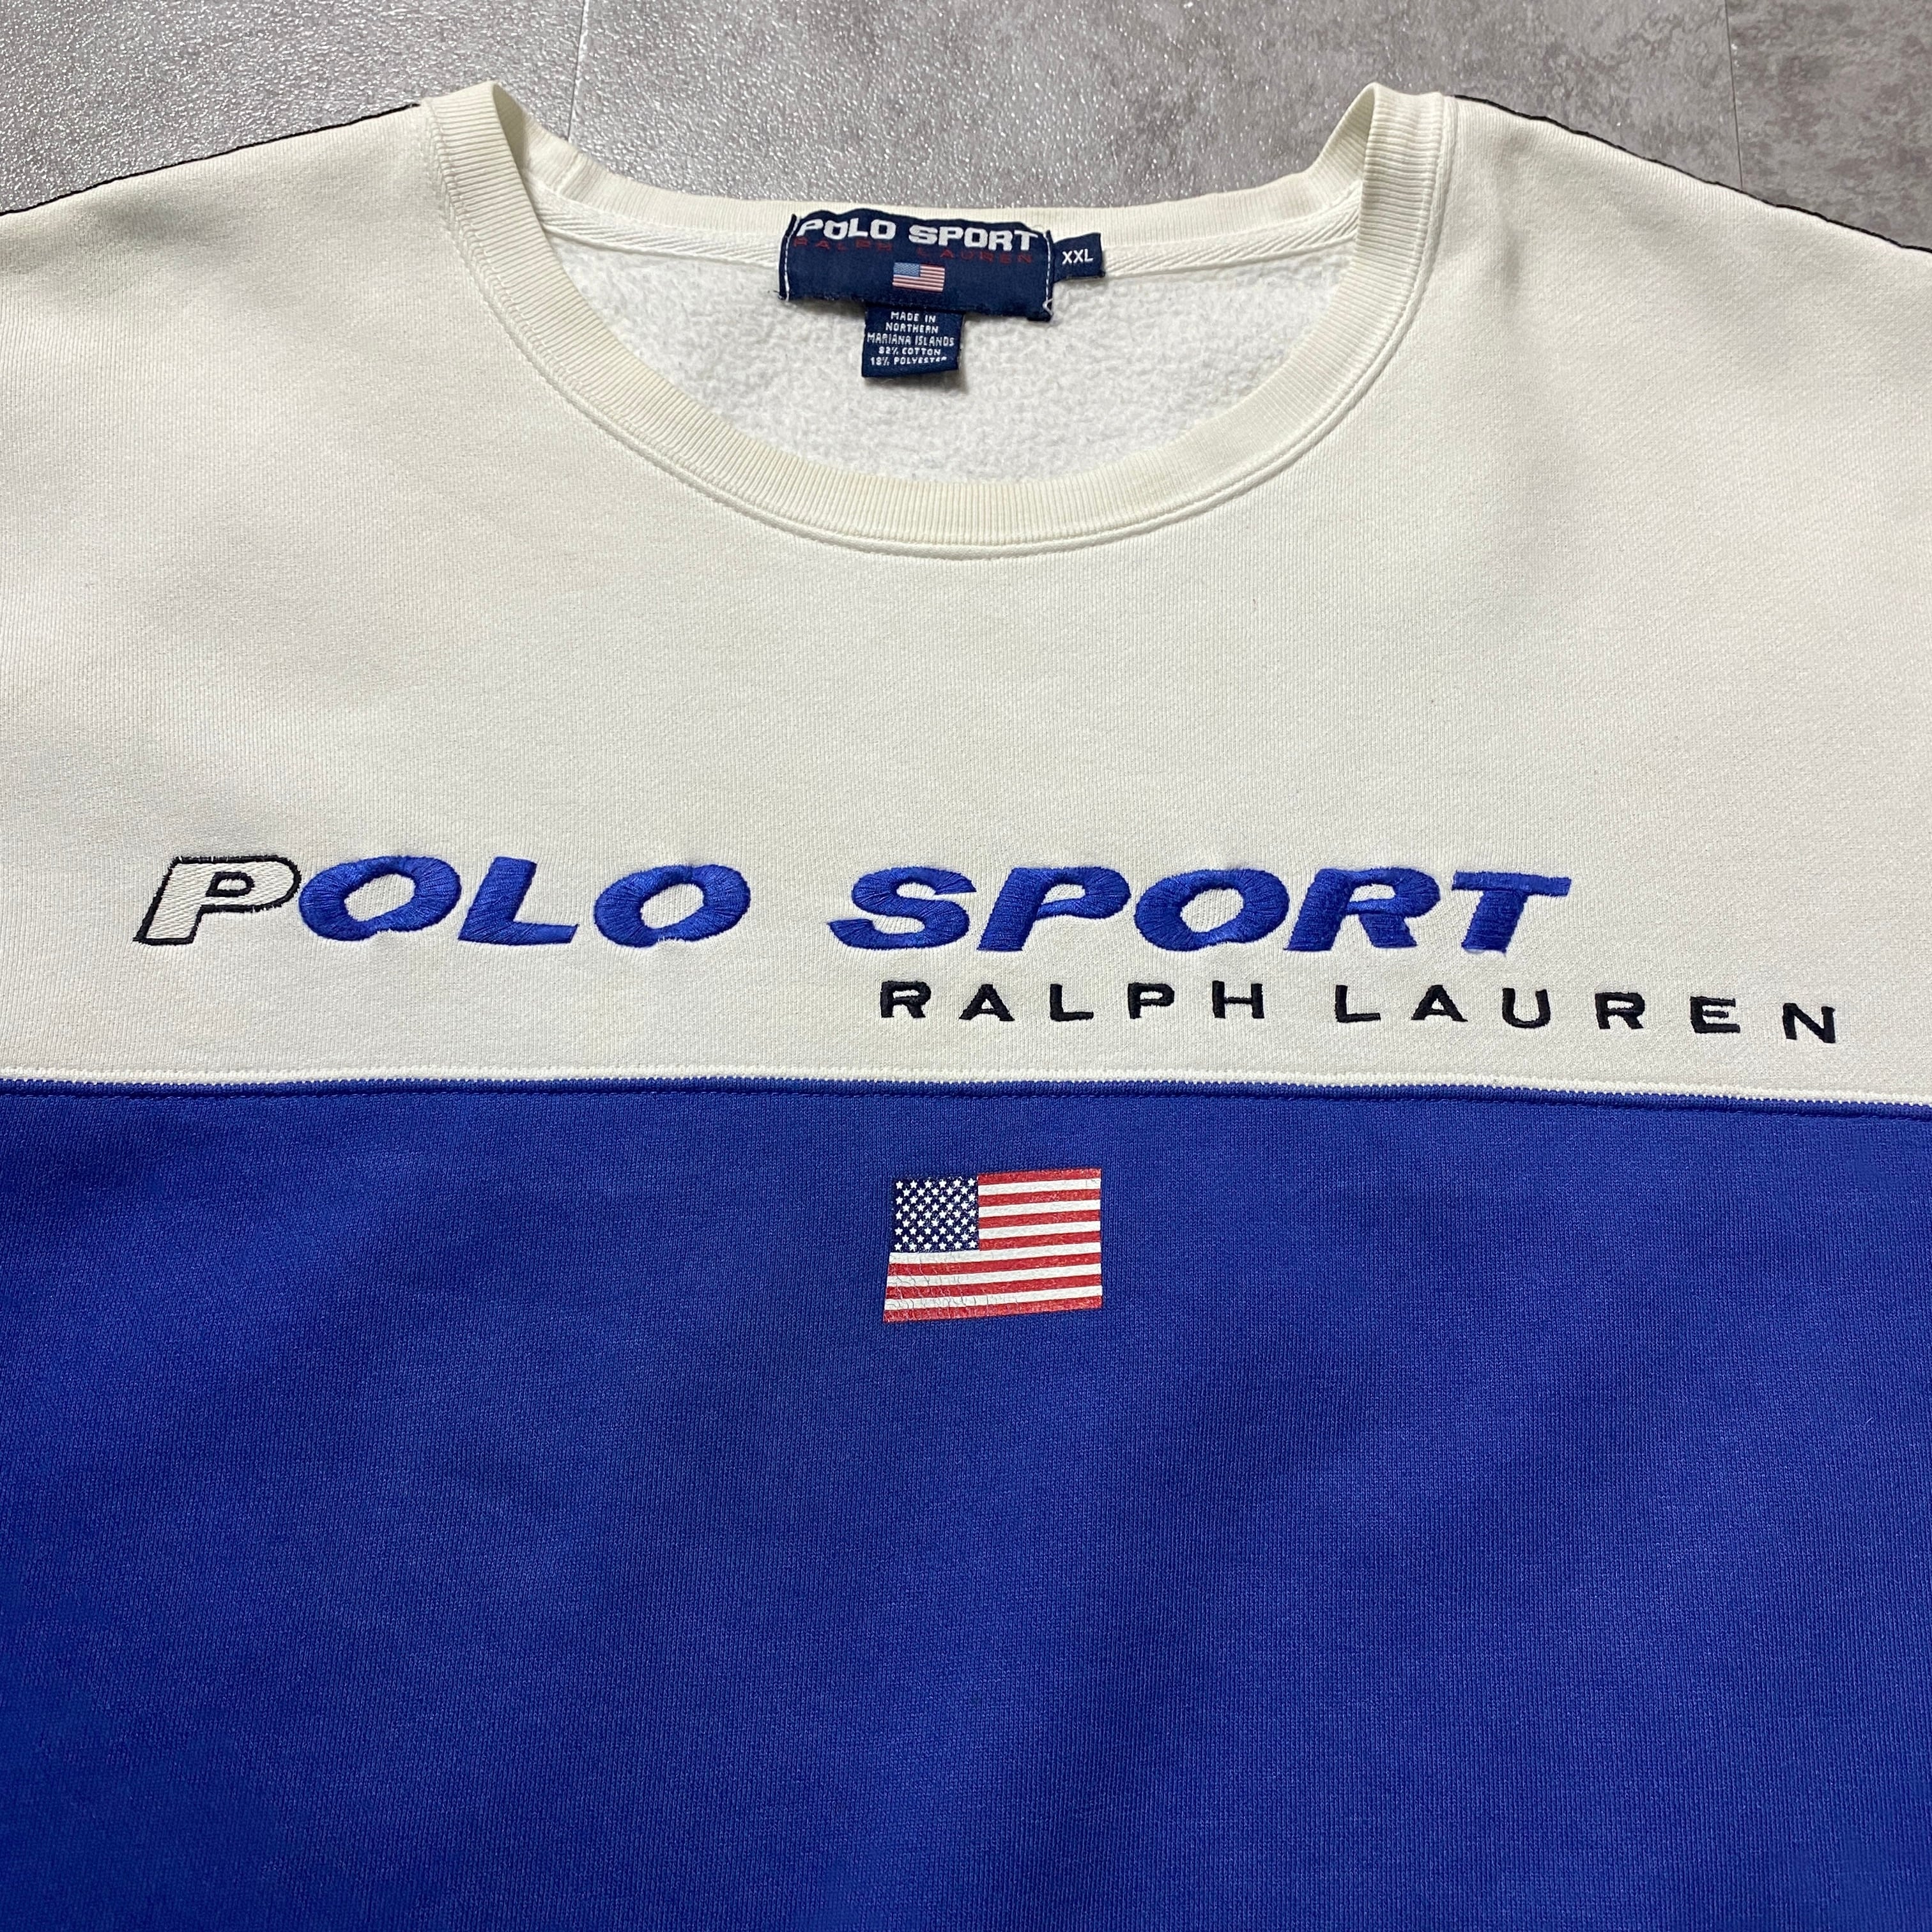 POLO SPORT
RALPH LAUREN
XXL
MADE IN
NORTHERN
MARIANA ISLANDS
82% COTTON
18% POLYESTER
POLO SPORT
RALPH LAUREN